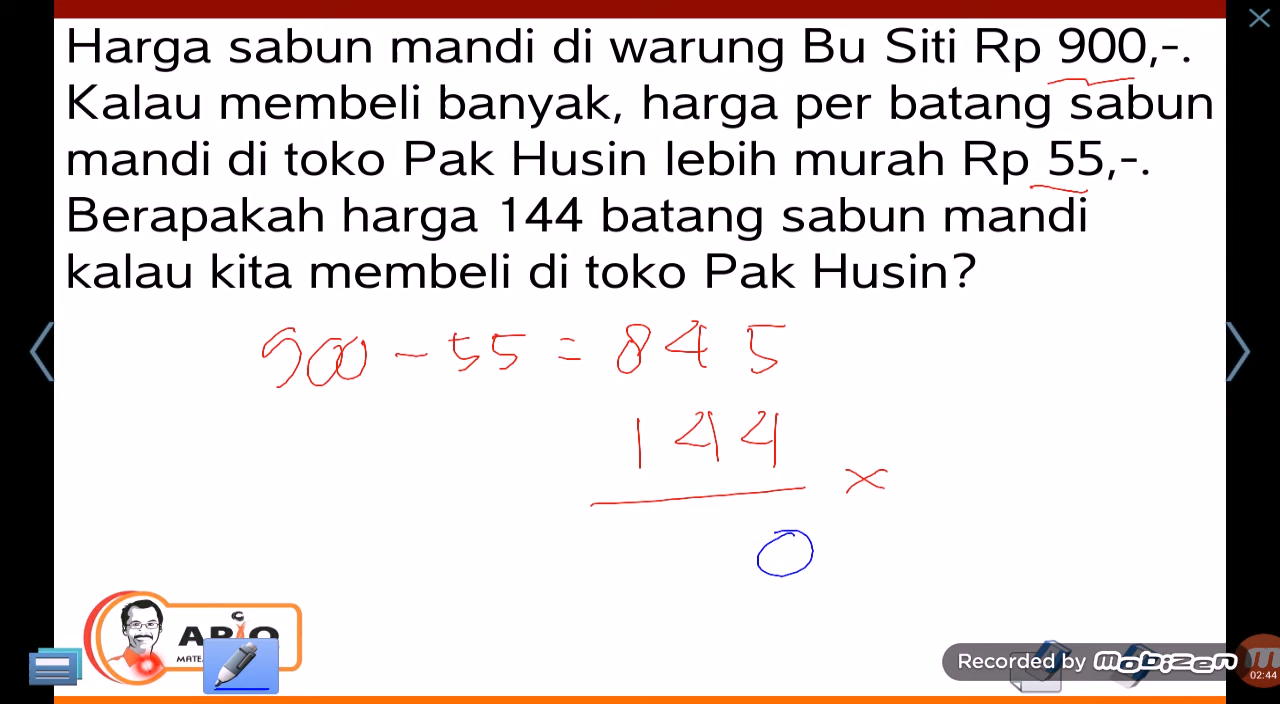 Harga sabun mandi di warung Bu Siti Rp 900,-.
Kalau membeli banyak, harga per batang sabun
mandi di toko Pak Husin lebih murah Rp 55,-.
Berapakah harga 144 batang sabun mandi
kalau kita membeli di toko Pak Husin?
900 - 55 = 845
144
×
0
Recorded by Mobizen
02:44